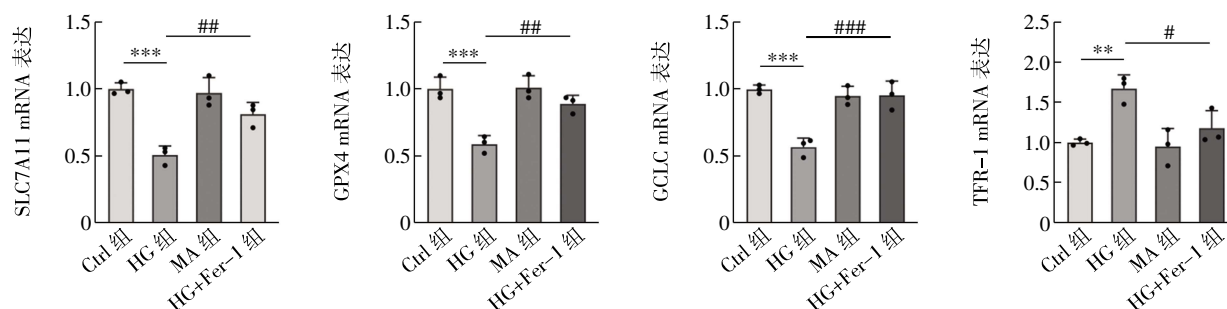 SLC7A11 mRNA 表达
1.5
1.0
0.5
0
***
##
Ctrl 组
HG 组
MA 组
HG+Fer-1 组
GPX4 mRNA 表达
1.5
1.0
0.5
0
***
##
Ctrl 组
HG 组
MA 组
HG+Fer-1 组
GCLC mRNA 表达
1.5
1.0
0.5
0
***
###
Ctrl 组
HG 组
MA 组
HG+Fer-1 组
TFR-1 mRNA 表达
2.5
2.0
1.5
1.0
0.5
0
**
#
Ctrl 组
HG 组
MA 组
HG+Fer-1 组